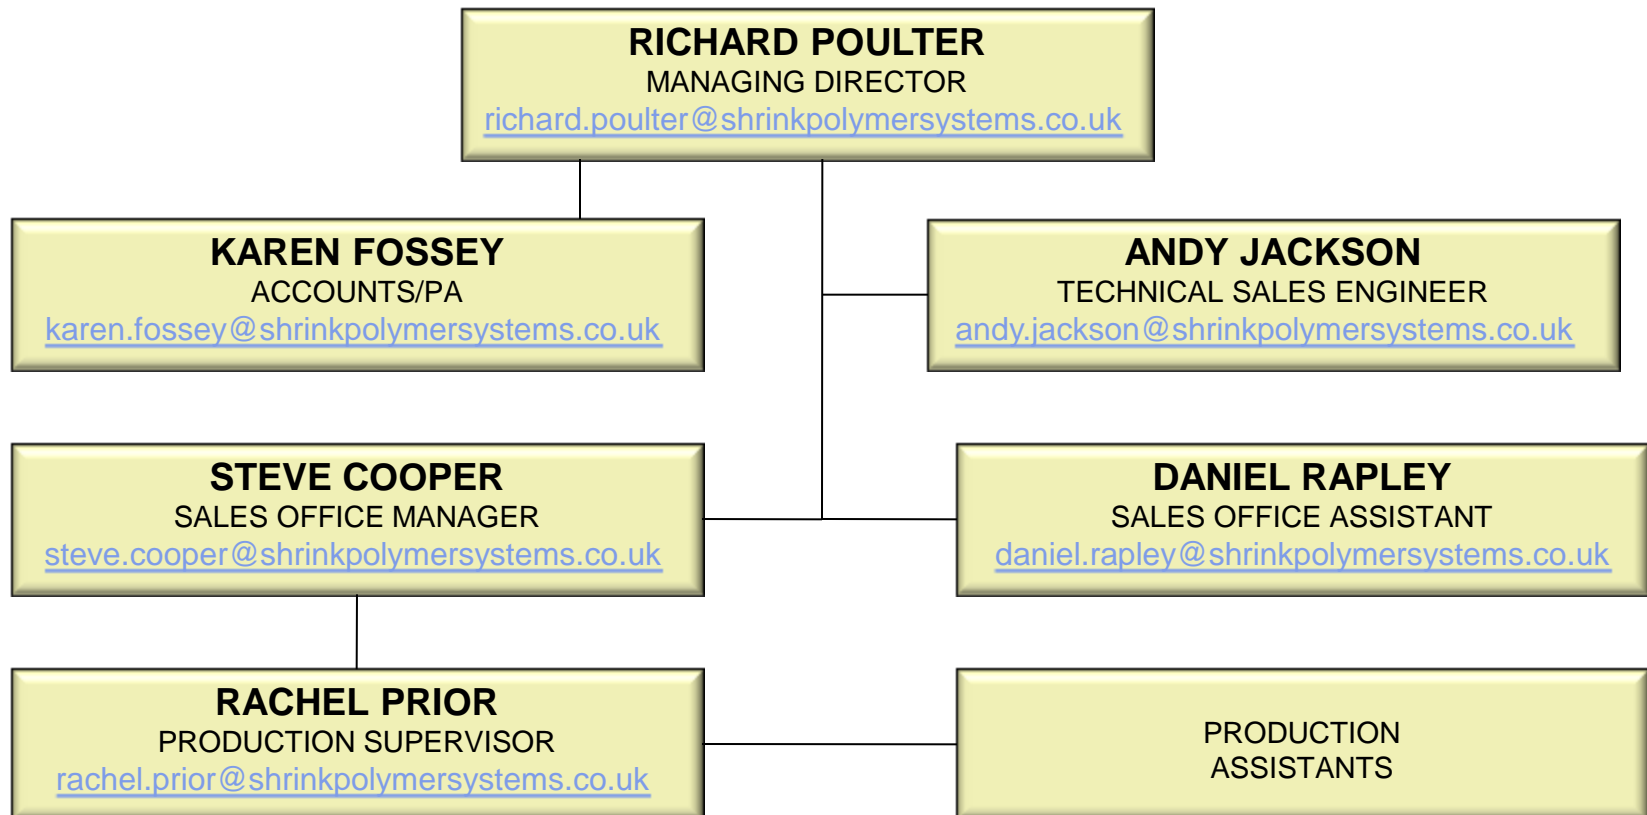 RICHARD POULTER
MANAGING DIRECTOR
richard.poulter@shrinkpolymersystems.co.uk
KAREN FOSSEY
ACCOUNTS/PA
karen.fossey@shrinkpolymersystems.co.uk
ANDY JACKSON
TECHNICAL SALES ENGINEER
andy.jackson@shrinkpolymersystems.co.uk
STEVE COOPER
SALES OFFICE MANAGER
steve.cooper@shrinkpolymersystems.co.uk
DANIEL RAPLEY
SALES OFFICE ASSISTANT
daniel.rapley@shrinkpolymersystems.co.uk
RACHEL PRIOR
PRODUCTION SUPERVISOR
rachel.prior@shrinkpolymersystems.co.uk
PRODUCTION
ASSISTANTS